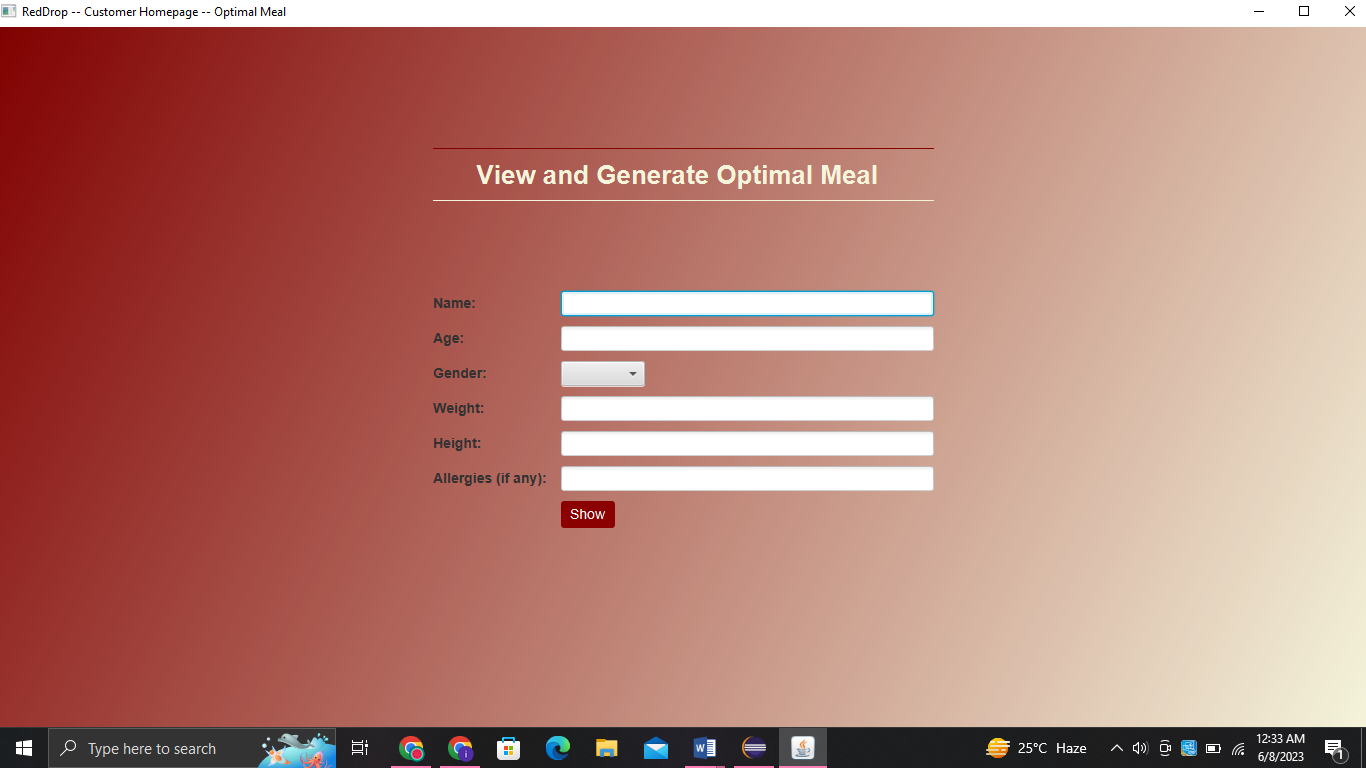 RedDrop -- Customer Homepage -- Optimal Meal
View and Generate Optimal Meal
Name:
Age:
Gender:
Weight:
Height:
Allergies (if any):
Show
Type here to search
25°C Haze
12:33 AM
6/8/2023
1